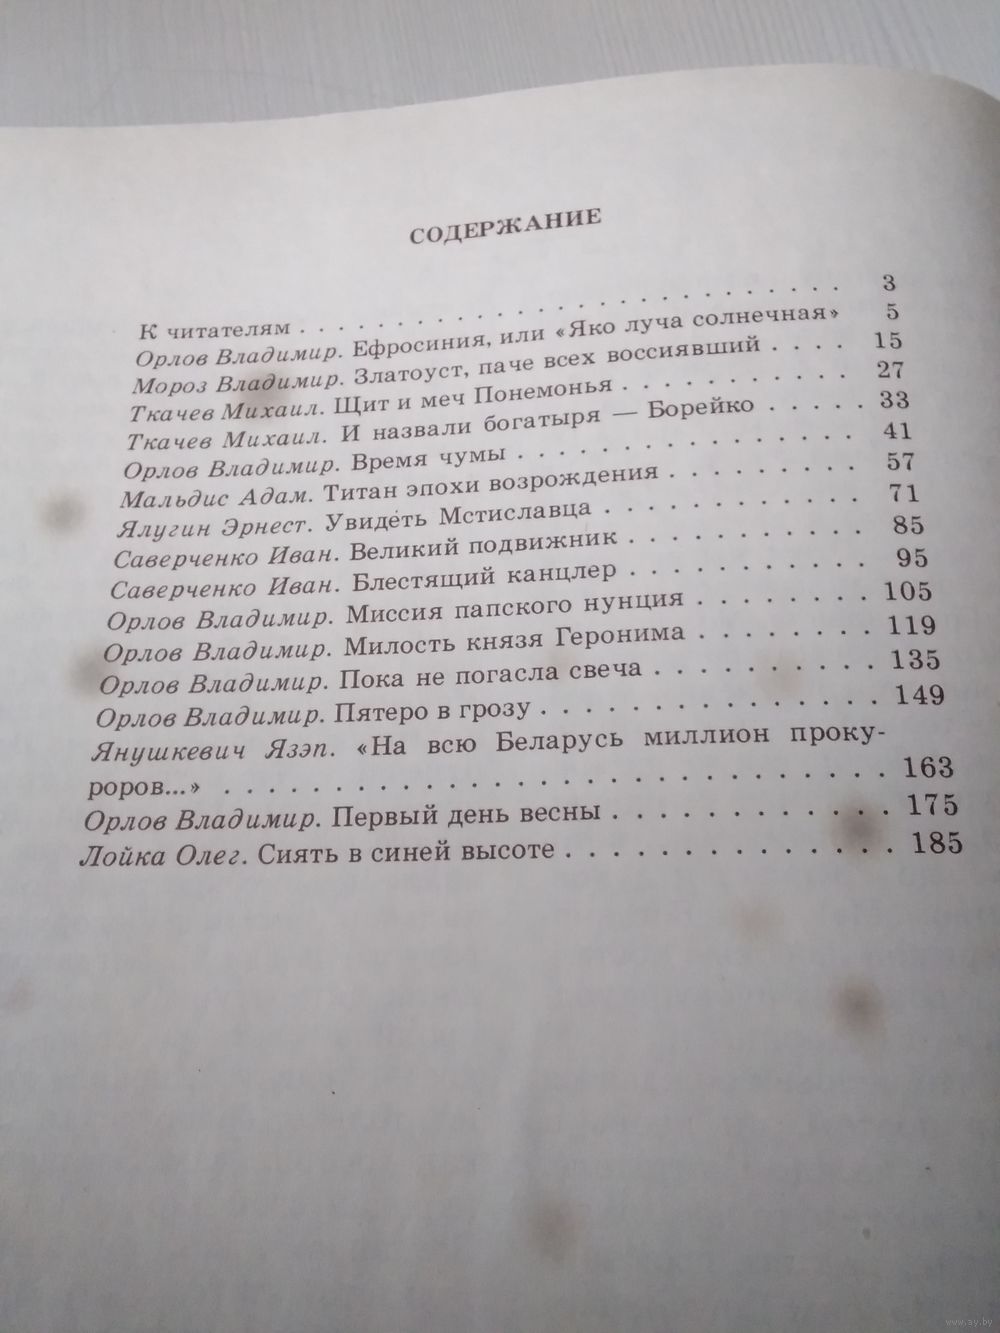 СОДЕРЖАНИЕ
К читателям . . . . . . . . . . . . . . . . . . . . . . . 3
Орлов Владимир. Ефросиния, или «Яко луча солнечная» 5
Мороз Владимир. Златоуст, паче всех воссиявший . . . . 15
Ткачев Михаил. Щит и меч Понемонья . . . . . . . . . . 27
Ткачев Михаил. И назвали богатыря — Борейко . . . . . 33
Орлов Владимир. Время чумы . . . . . . . . . . . . . . 41
Мальдис Адам. Титан эпохи возрождения . . . . . . . . 57
Ялугин Эрнест. Увидеть Мстиславца . . . . . . . . . . . 71
Саверченко Иван. Великий подвижник . . . . . . . . . . 85
Саверченко Иван. Блестящий канцлер . . . . . . . . . . 95
Орлов Владимир. Миссия папского нунция . . . . . . . . 105
Орлов Владимир. Милость князя Геронима . . . . . . . . 119
Орлов Владимир. Пока не погасла свеча . . . . . . . . . . 135
Орлов Владимир. Пятеро в грозу . . . . . . . . . . . . . . 149
Янушкевич Язэп. «На всю Беларусь миллион проку-
роров...» . . . . . . . . . . . . . . . . . . . . . . . . . 163
Орлов Владимир. Первый день весны . . . . . . . . . . . . 175
Лойка Олег. Сиять в синей высоте . . . . . . . . . . . . . . 185
www.ay.by